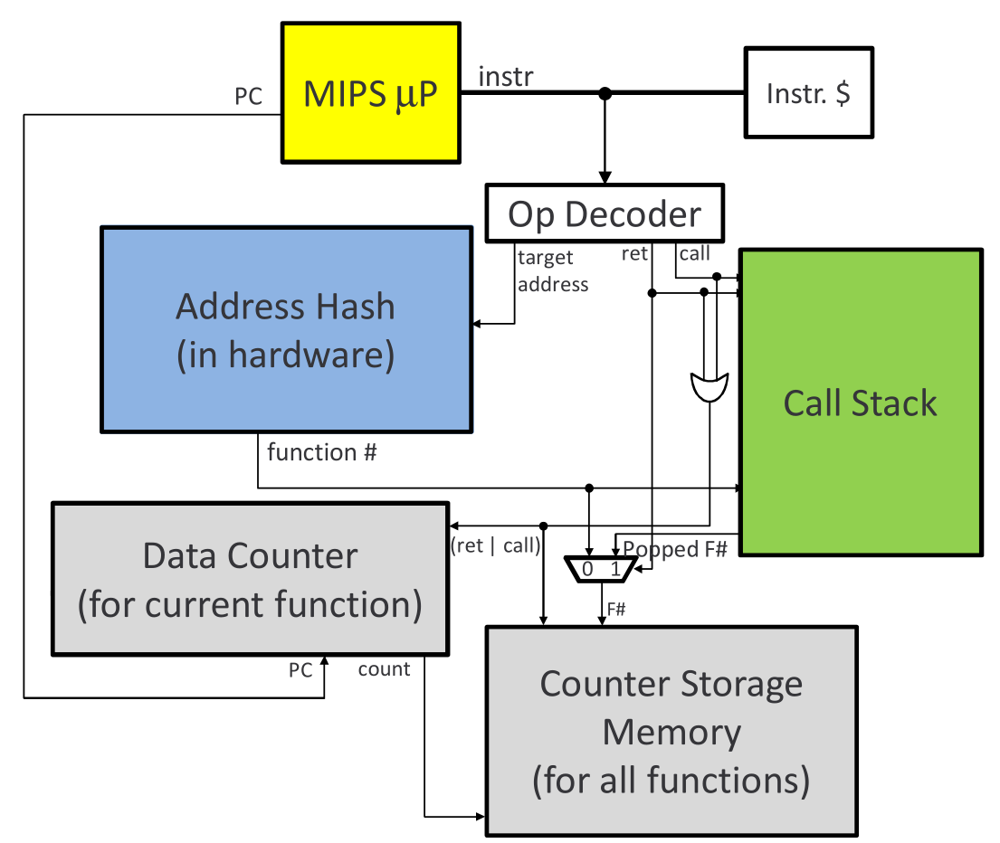 PC
MIPS μP
instr
Instr. $
Op Decoder
target
address
ret
call
Address Hash
(in hardware)
Call Stack
function #
(ret | call)
Popped F#
0 1
F#
Data Counter
(for current function)
PC
count
Counter Storage
Memory
(for all functions)